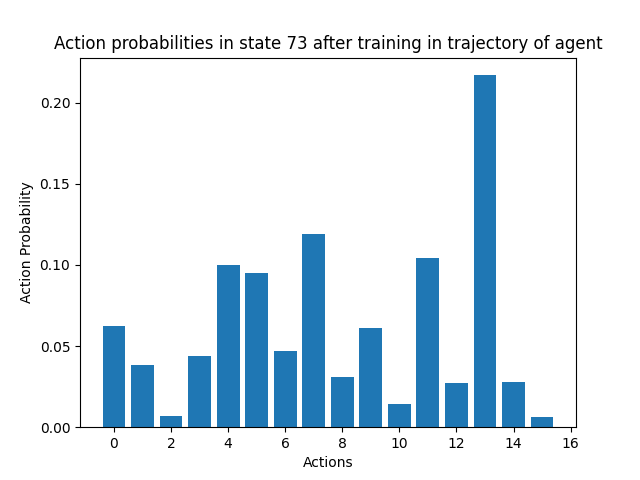 Action probabilities in state 73 after training in trajectory of agent
0.20
0.15
0.10
0.05
0.00
Action Probability
0 2 4 6 8 10 12 14 16
Actions